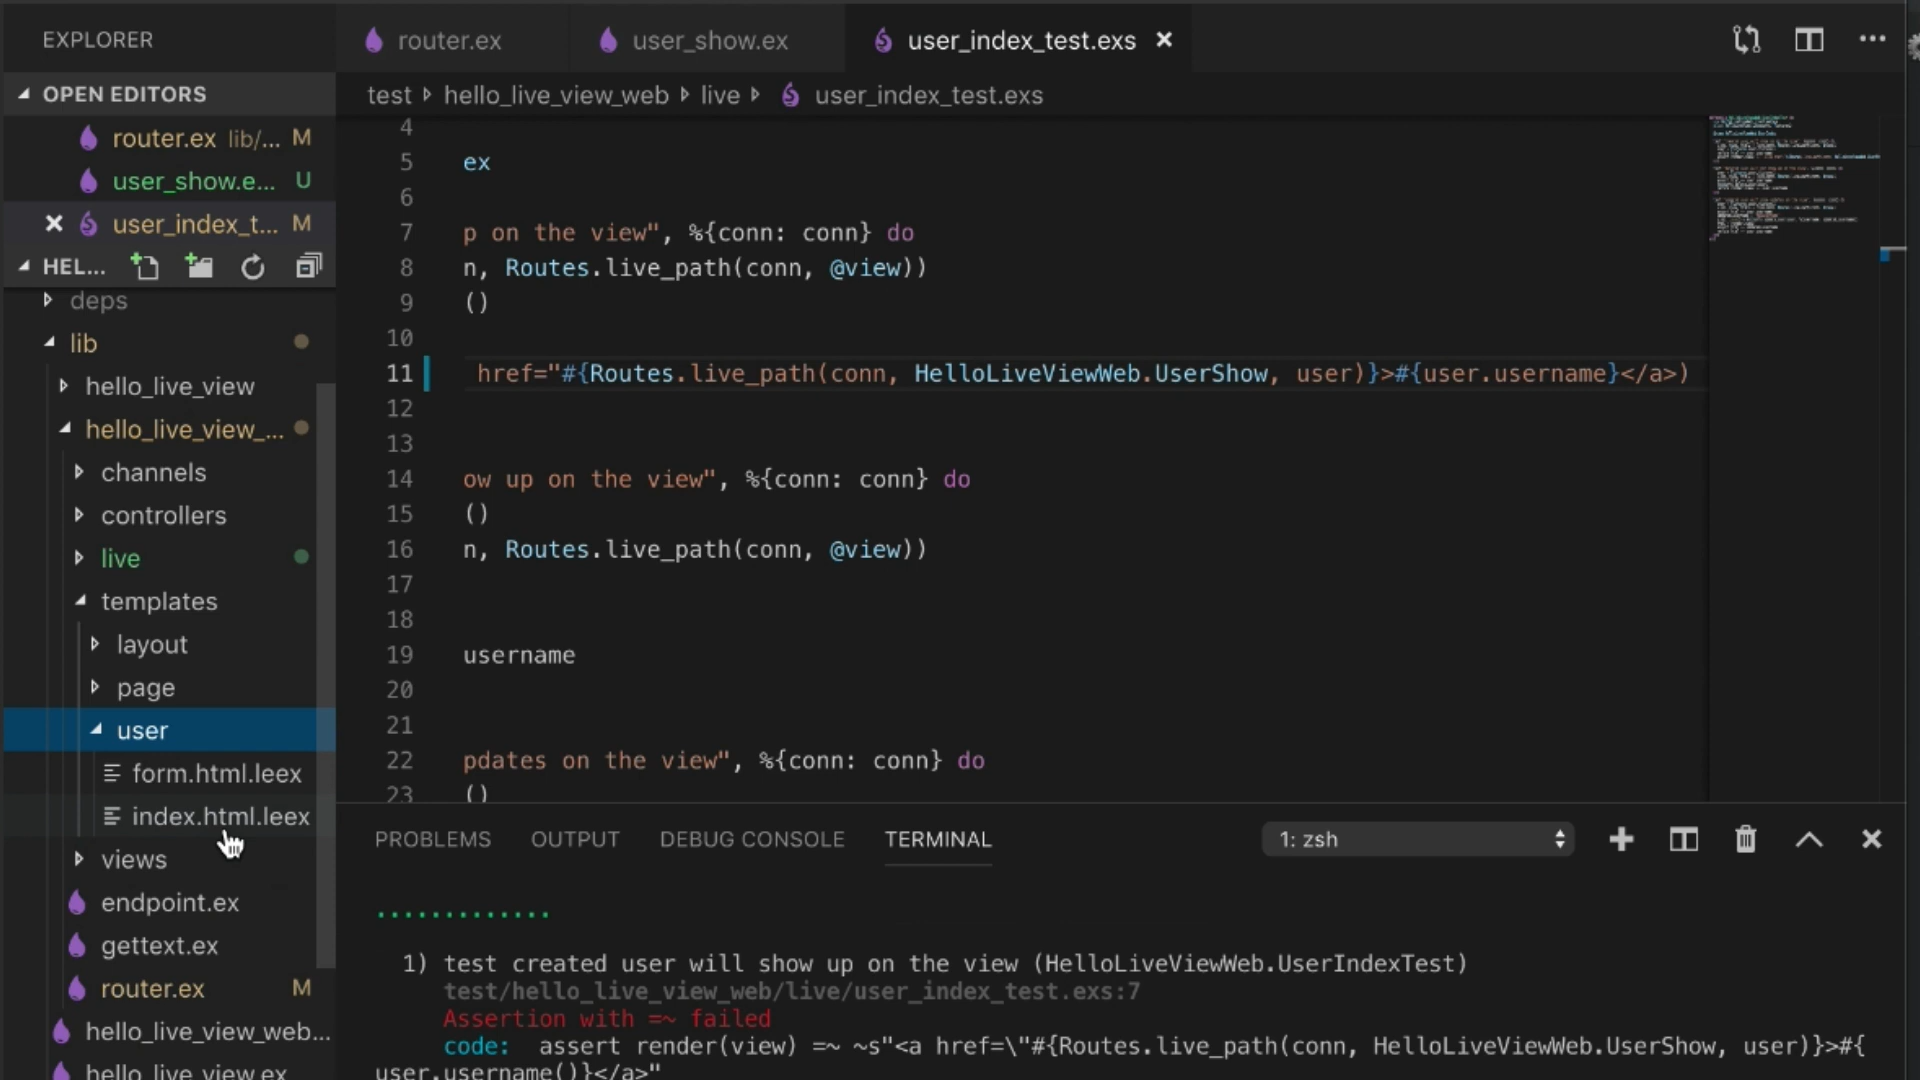 EXPLORER
router.ex
user_show.ex
user_index_test.exs
OPEN EDITORS
router.ex lib/... M
user_show.e... U
user_index_t... M
HEL...
deps
lib
hello_live_view
hello_live_view_...
channels
controllers
live
templates
layout
page
user
form.html.leex
index.html.leex
views
endpoint.ex
gettext.ex
router.ex M
hello_live_view_web...
hello_live_view.ex
test hello_live_view_web live user_index_test.exs
4
5 ex
6
7 p on the view", %{conn: conn} do
8 n, Routes.live_path(conn, @view))
9 ()
10
11 href="#{Routes.live_path(conn, HelloLiveViewWeb.UserShow, user)}>#{user.username}</a>)
12
13
14 ow up on the view", %{conn: conn} do
15 ()
16 n, Routes.live_path(conn, @view))
17
18
19 username
20
21
22 pdates on the view", %{conn: conn} do
23 ()
PROBLEMS OUTPUT DEBUG CONSOLE TERMINAL 1: zsh
.............
1) test created user will show up on the view (HelloLiveViewWeb.UserIndexTest)
test/hello_live_view_web/live/user_index_test.exs:7
Assertion with =~ failed
code: assert render(view) =~ ~s"<a href=\"#{Routes.live_path(conn, HelloLiveViewWeb.UserShow, user)}>#{
user.username()}</a>"